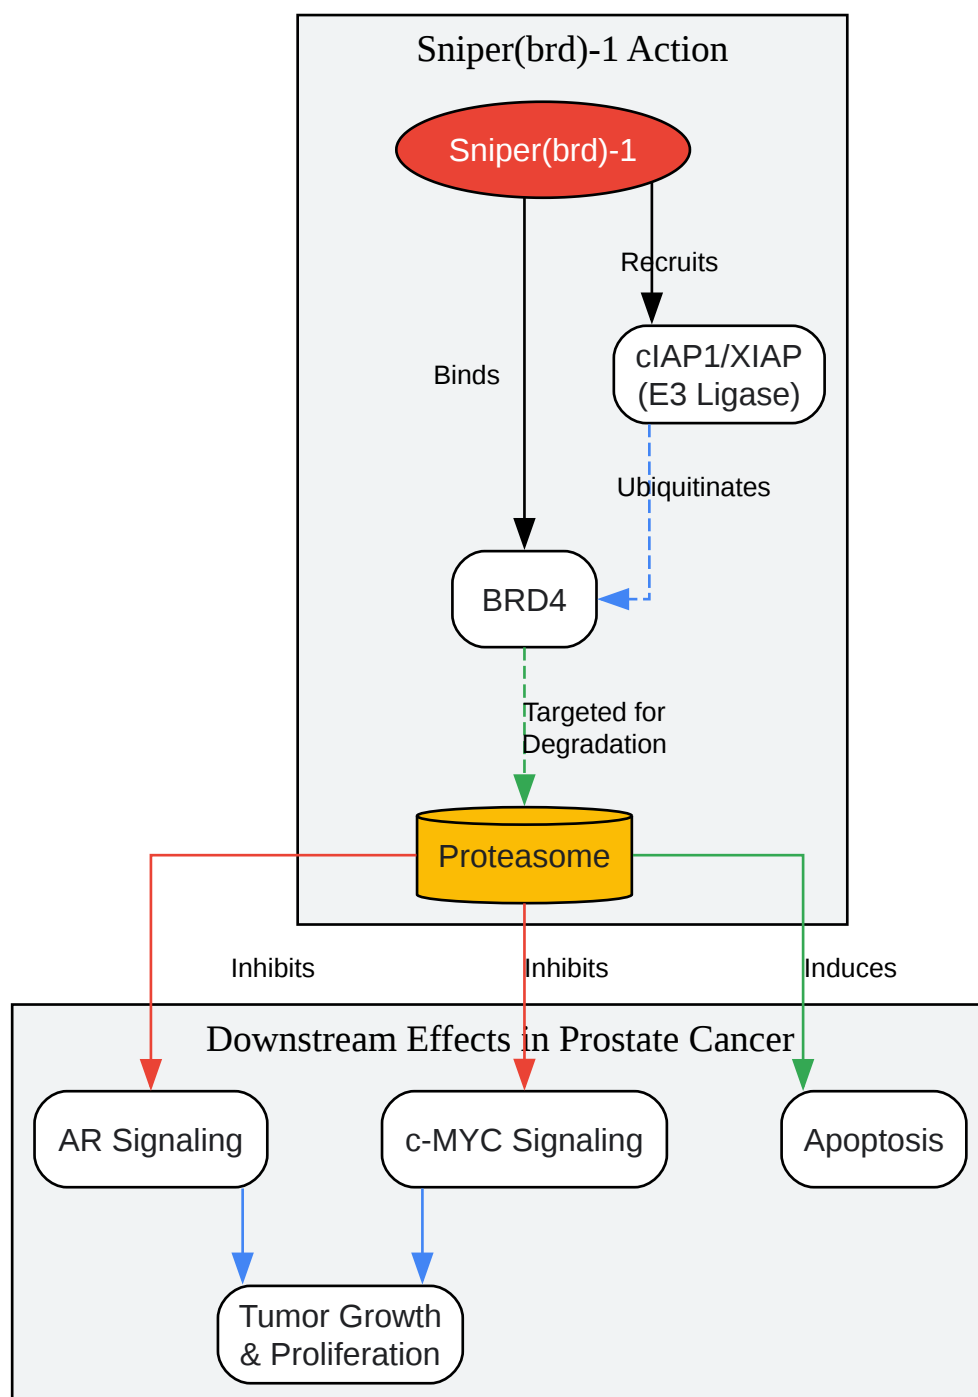 Sniper(brd)-1 Action
Sniper(brd)-1
Recruits
cIAP1/XIAP
(E3 Ligase)
Binds
Ubiquitinates
BRD4
Targeted for
Degradation
Proteasome
Inhibits
Inhibits
Induces
Downstream Effects in Prostate Cancer
AR Signaling
c-MYC Signaling
Apoptosis
Tumor Growth
& Proliferation